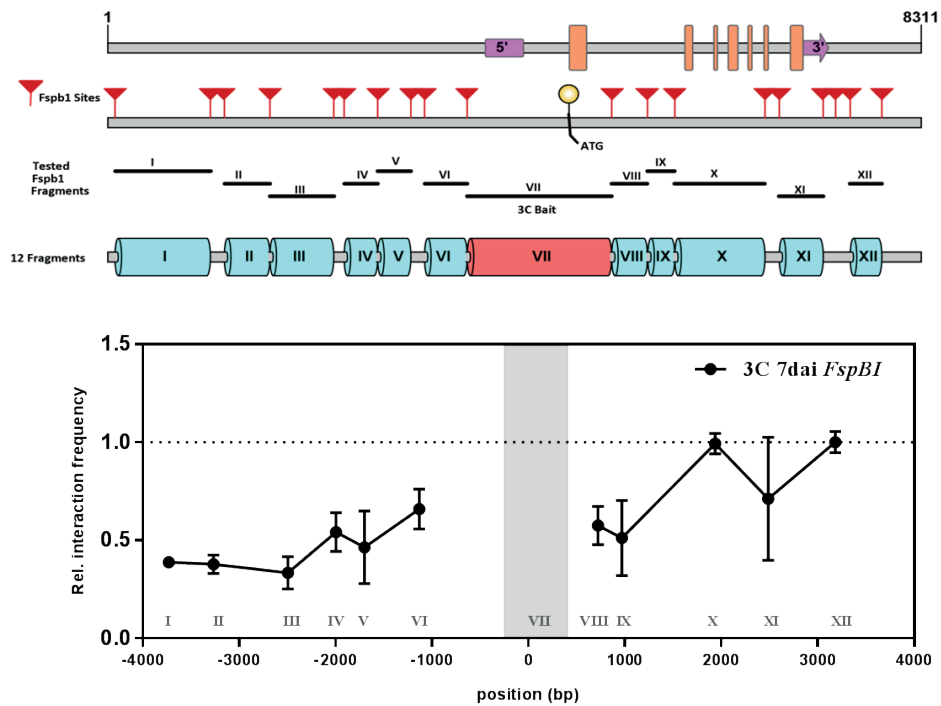 1 8311
5' 3'
Fspb1 Sites
ATG
Tested
Fspb1
Fragments
I II III IV V VI VII VIII IX X XI XII
3C Bait
12 Fragments
I II III IV V VI VII VIII IX X XI XII
1.5
1.0
0.5
0.0
Rel. interaction frequency
3C 7dai FspBI
I II III IV V VI VII VIII IX X XI XII
-4000 -3000 -2000 -1000 0 1000 2000 3000 4000
position (bp)